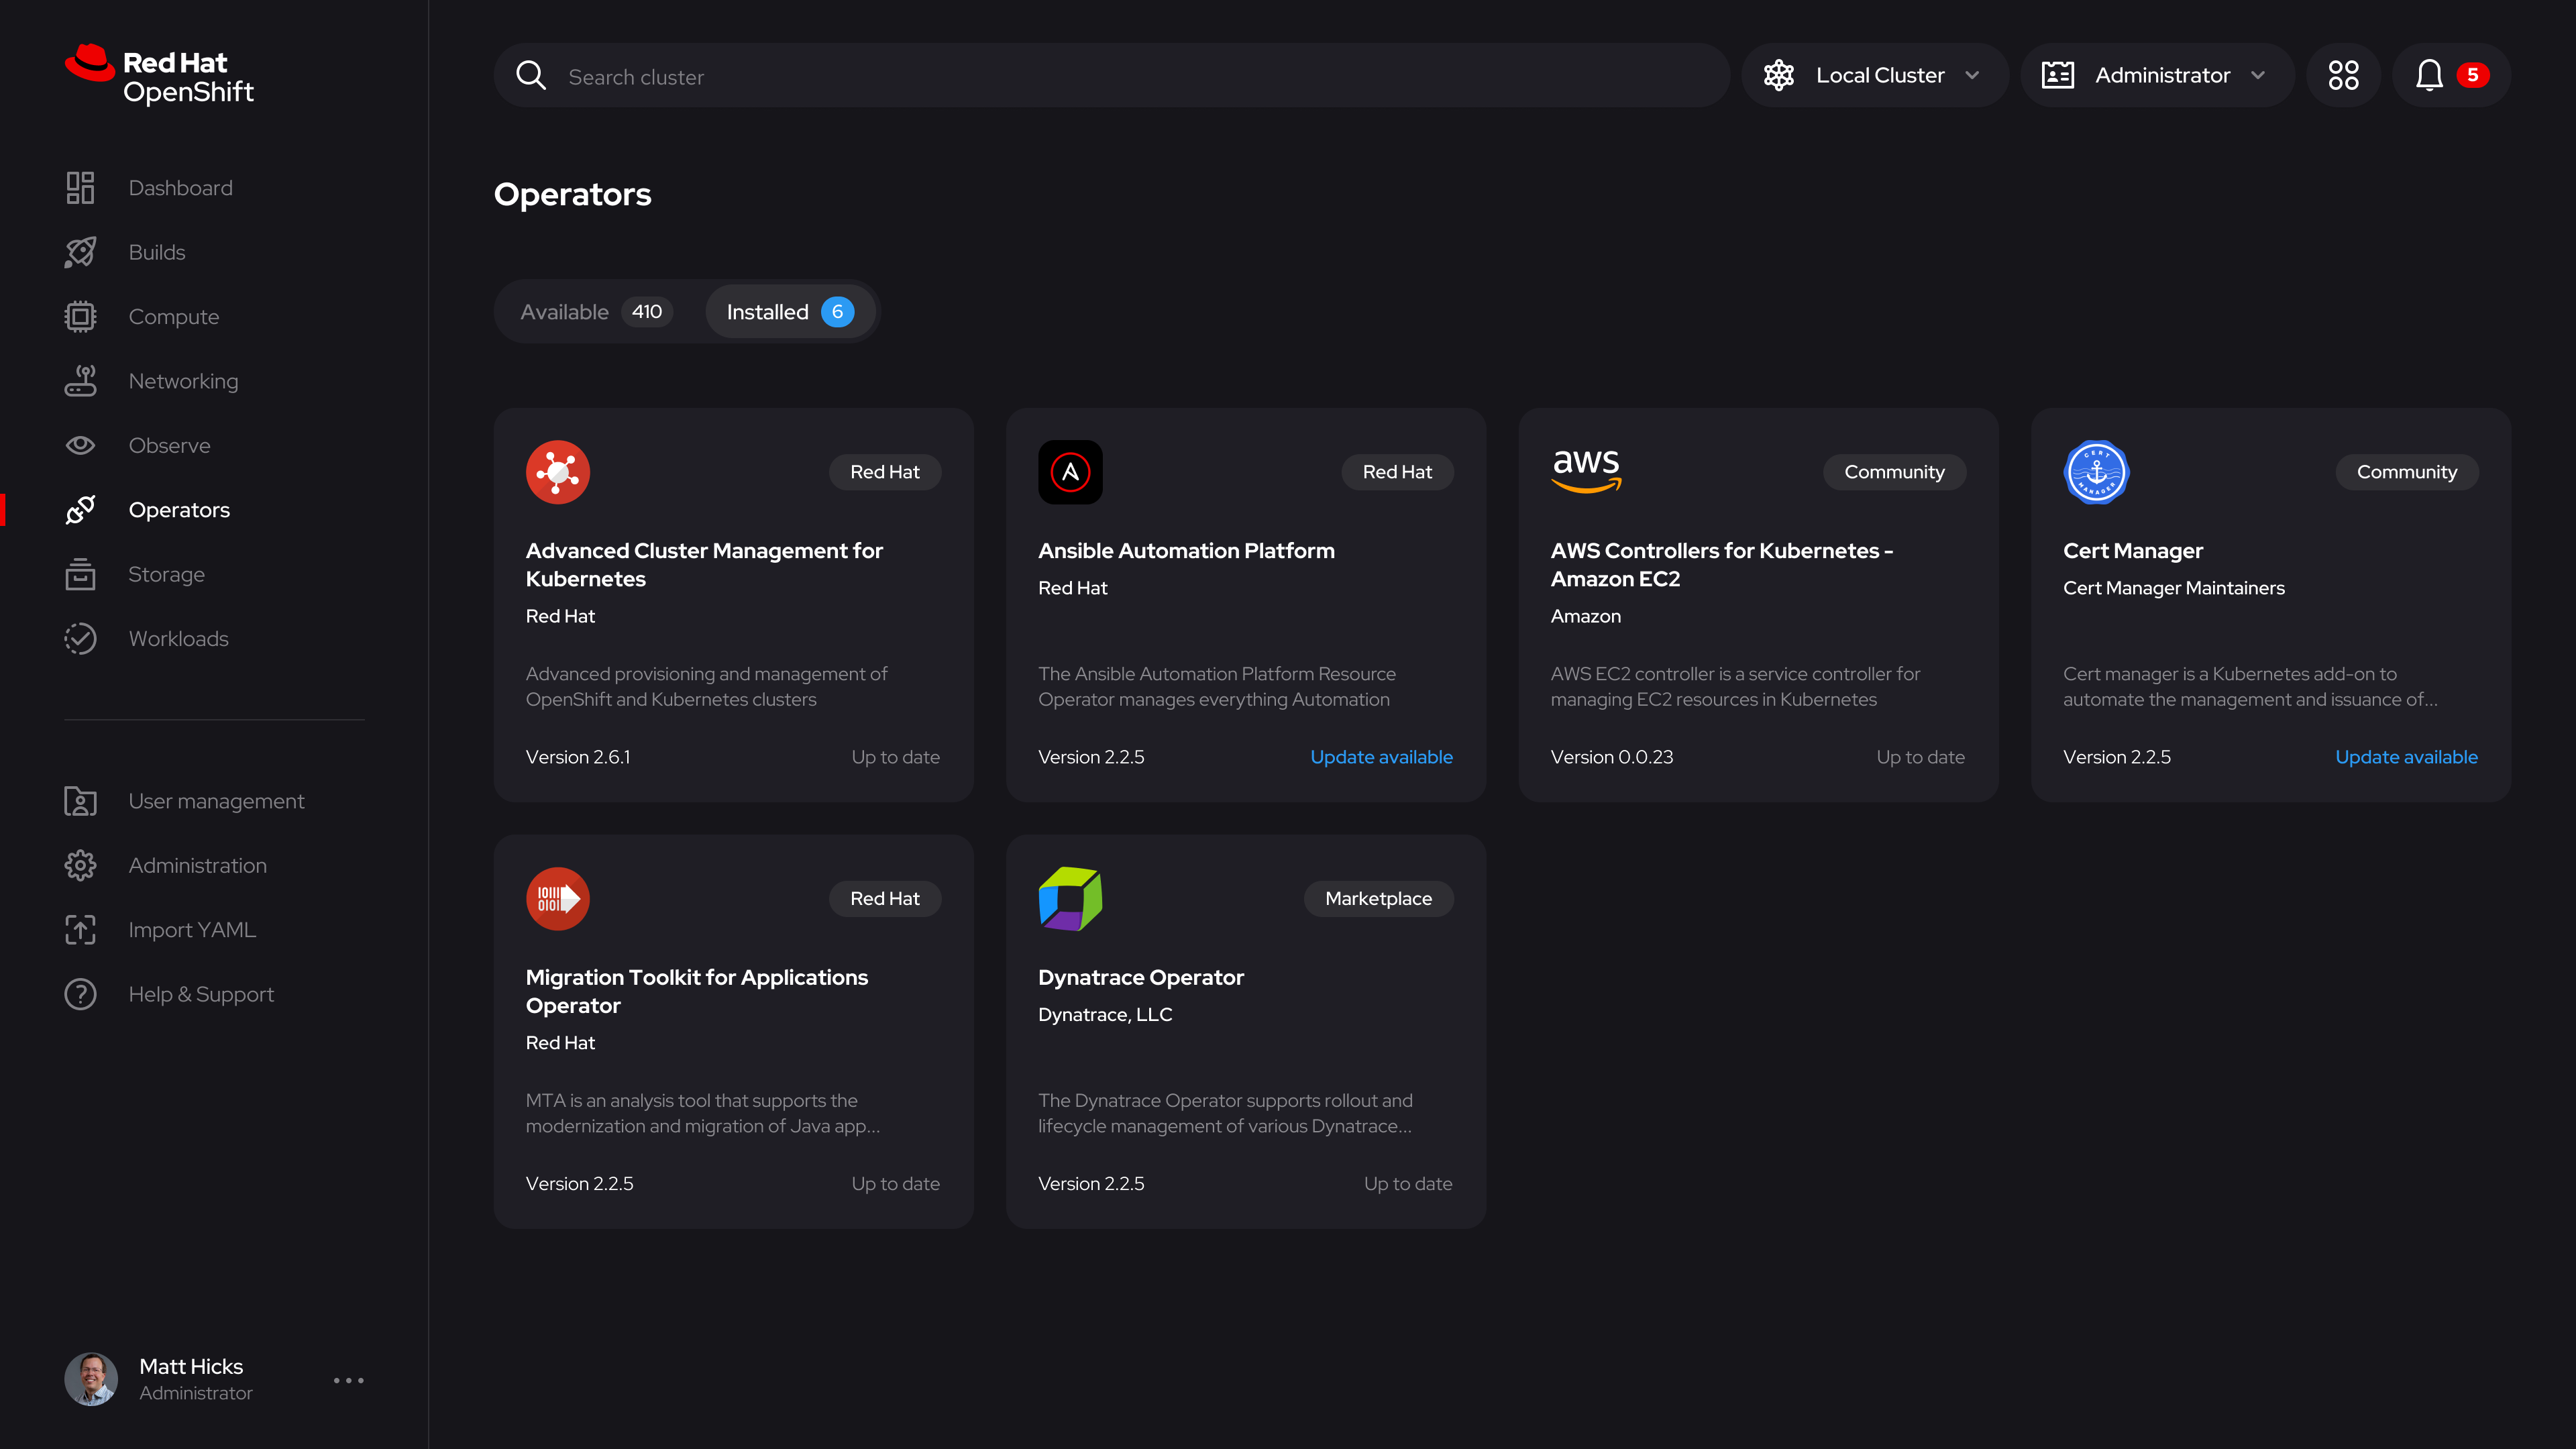 Red Hat
OpenShift
Search cluster
Local Cluster
Administrator
5
Dashboard
Builds
Compute
Networking
Observe
Operators
Storage
Workloads
User management
Administration
Import YAML
Help & Support
Matt Hicks
Administrator
Operators
Available 410
Installed 6
Red Hat
Advanced Cluster Management for
Kubernetes
Red Hat
Advanced provisioning and management of
OpenShift and Kubernetes clusters
Version 2.6.1
Up to date
Red Hat
Ansible Automation Platform
Red Hat
The Ansible Automation Platform Resource
Operator manages everything Automation
Version 2.2.5
Update available
aws
Community
AWS Controllers for Kubernetes -
Amazon EC2
Amazon
AWS EC2 controller is a service controller for
managing EC2 resources in Kubernetes
Version 0.0.23
Up to date
CERT
MANAGER
Community
Cert Manager
Cert Manager Maintainers
Cert manager is a Kubernetes add-on to
automate the management and issuance of...
Version 2.2.5
Update available
Red Hat
Migration Toolkit for Applications
Operator
Red Hat
MTA is an analysis tool that supports the
modernization and migration of Java app...
Version 2.2.5
Up to date
Marketplace
Dynatrace Operator
Dynatrace, LLC
The Dynatrace Operator supports rollout and
lifecycle management of various Dynatrace...
Version 2.2.5
Up to date